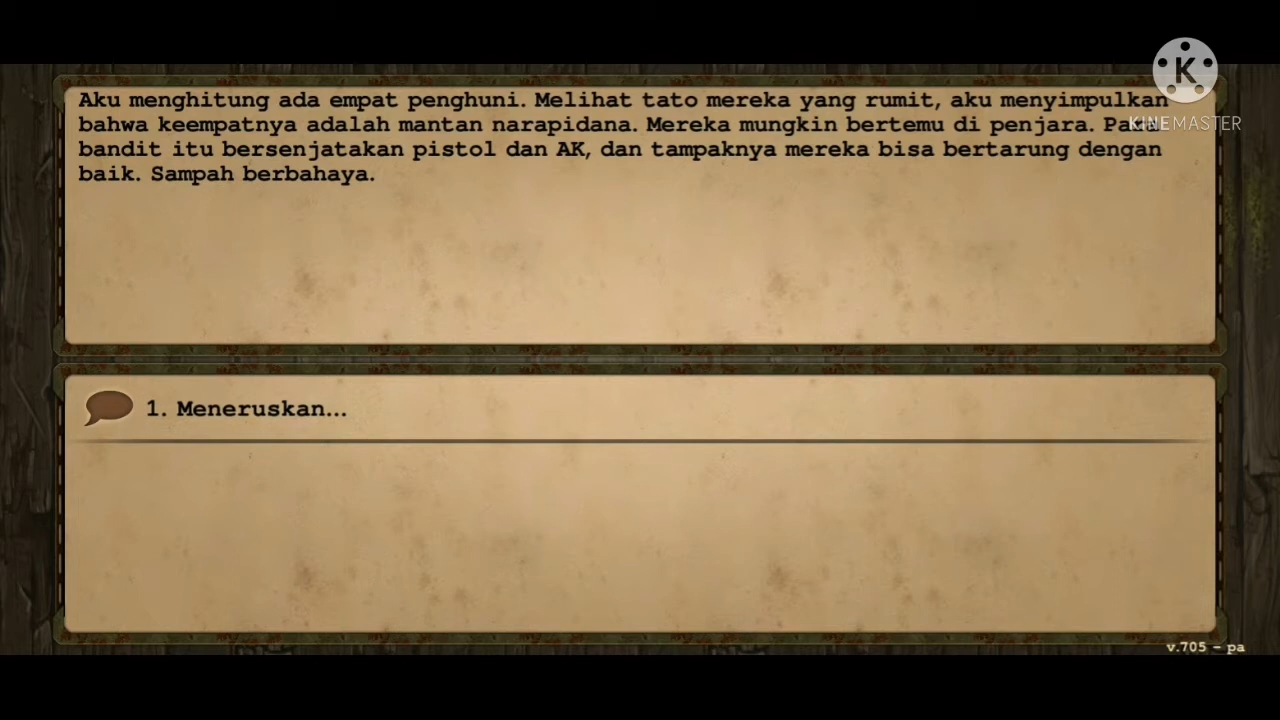 Aku menghitung ada empat penghuni. Melihat tato mereka yang rumit, aku menyimpulkan
bahwa keempatnya adalah mantan narapidana. Mereka mungkin bertemu di penjara.
bandit itu bersenjatakan pistol dan AK, dan tampaknya mereka bisa bertarung dengan
baik. Sampah berbahaya.
1. Meneruskan...
K
KINEMASTER
v.705 - pa